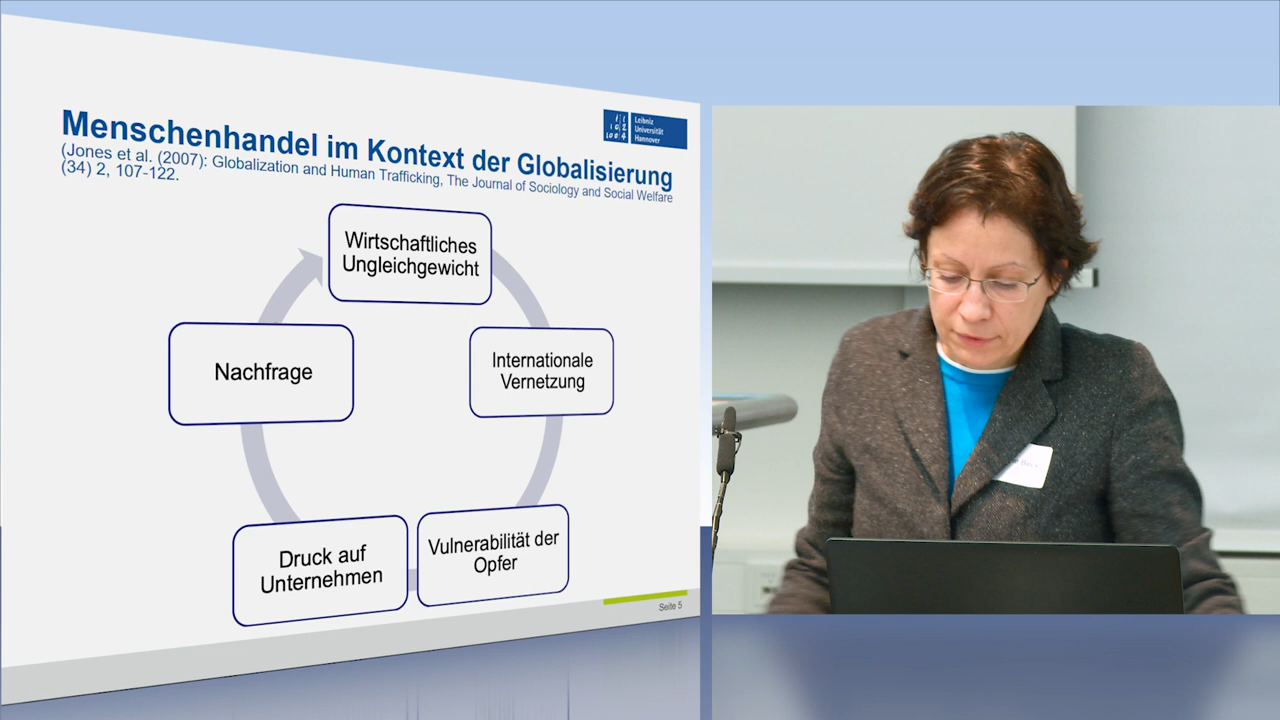 Menschenhandel im Kontext der Globalisierung
(Jones et al. (2007): Globalization and Human Trafficking, The Journal of Sociology and Social Welfare
(34) 2, 107-122.
Leibniz
Universität
Hannover
Wirtschaftliches
Ungleichgewicht
Internationale
Vernetzung
Vulnerabilität der
Opfer
Druck auf
Unternehmen
Nachfrage
Seite 5